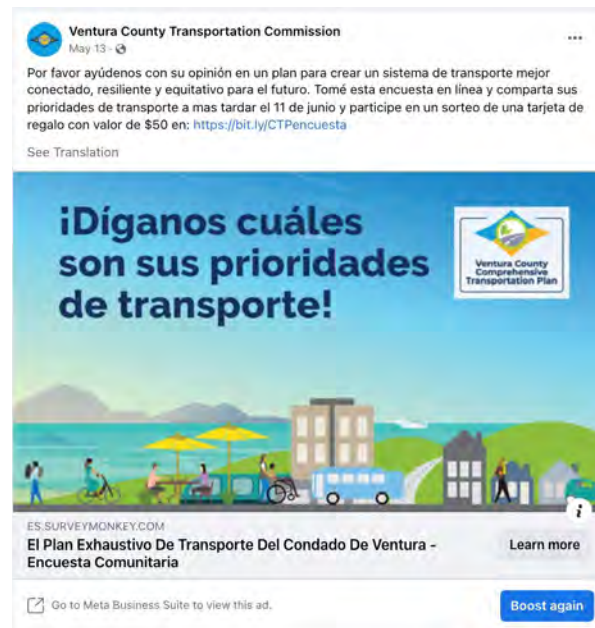 Ventura County Transportation Commission
May 13 ·
Por favor ayúdenos con su opinión en un plan para crear un sistema de transporte mejor
conectado, resiliente y equitativo para el futuro. Tomé esta encuesta en línea y comparta sus
prioridades de transporte a mas tardar el 11 de junio y participe en un sorteo de una tarjeta de
regalo con valor de $50 en: https://bit.ly/CTPencuesta
See Translation
¡Díganos cuáles
son sus prioridades
de transporte!
Ventura County
Comprehensive
Transportation Plan
ES.SURVEYMONKEY.COM
El Plan Exhaustivo De Transporte Del Condado De Ventura -
Encuesta Comunitaria
Learn more
Go to Meta Business Suite to view this ad.
Boost again